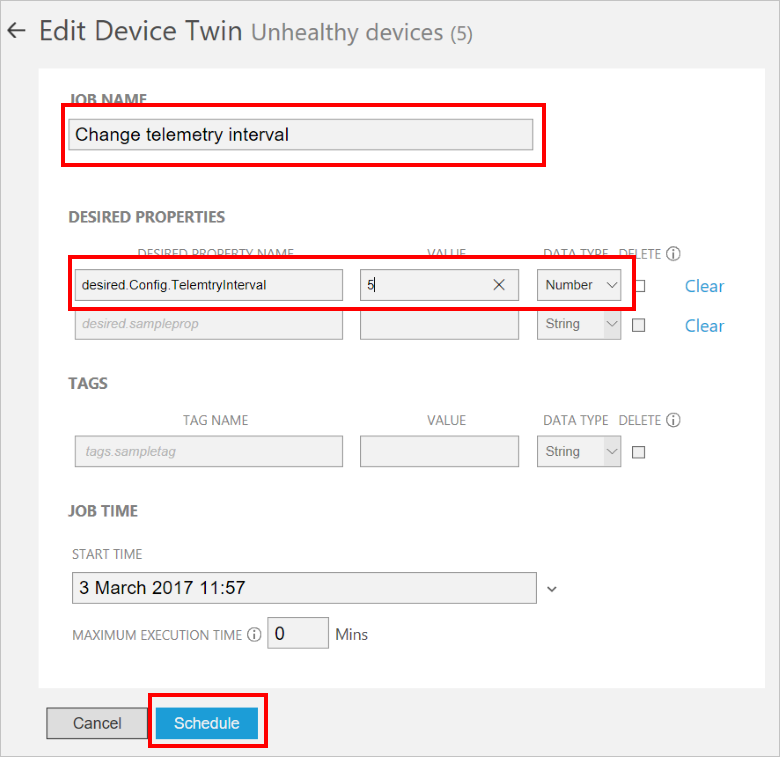 Edit Device Twin Unhealthy devices (5)
JOB NAME
Change telemetry interval
DESIRED PROPERTIES
DESIRED PROPERTY NAME VALUE DATA TYPE DELETE
desired.Config.TelemtryInterval 5 Number Clear
desired.sampleprop String Clear
TAGS
TAG NAME VALUE DATA TYPE DELETE
tags.sampletag String
JOB TIME
START TIME
3 March 2017 11:57
MAXIMUM EXECUTION TIME 0 Mins
Cancel Schedule